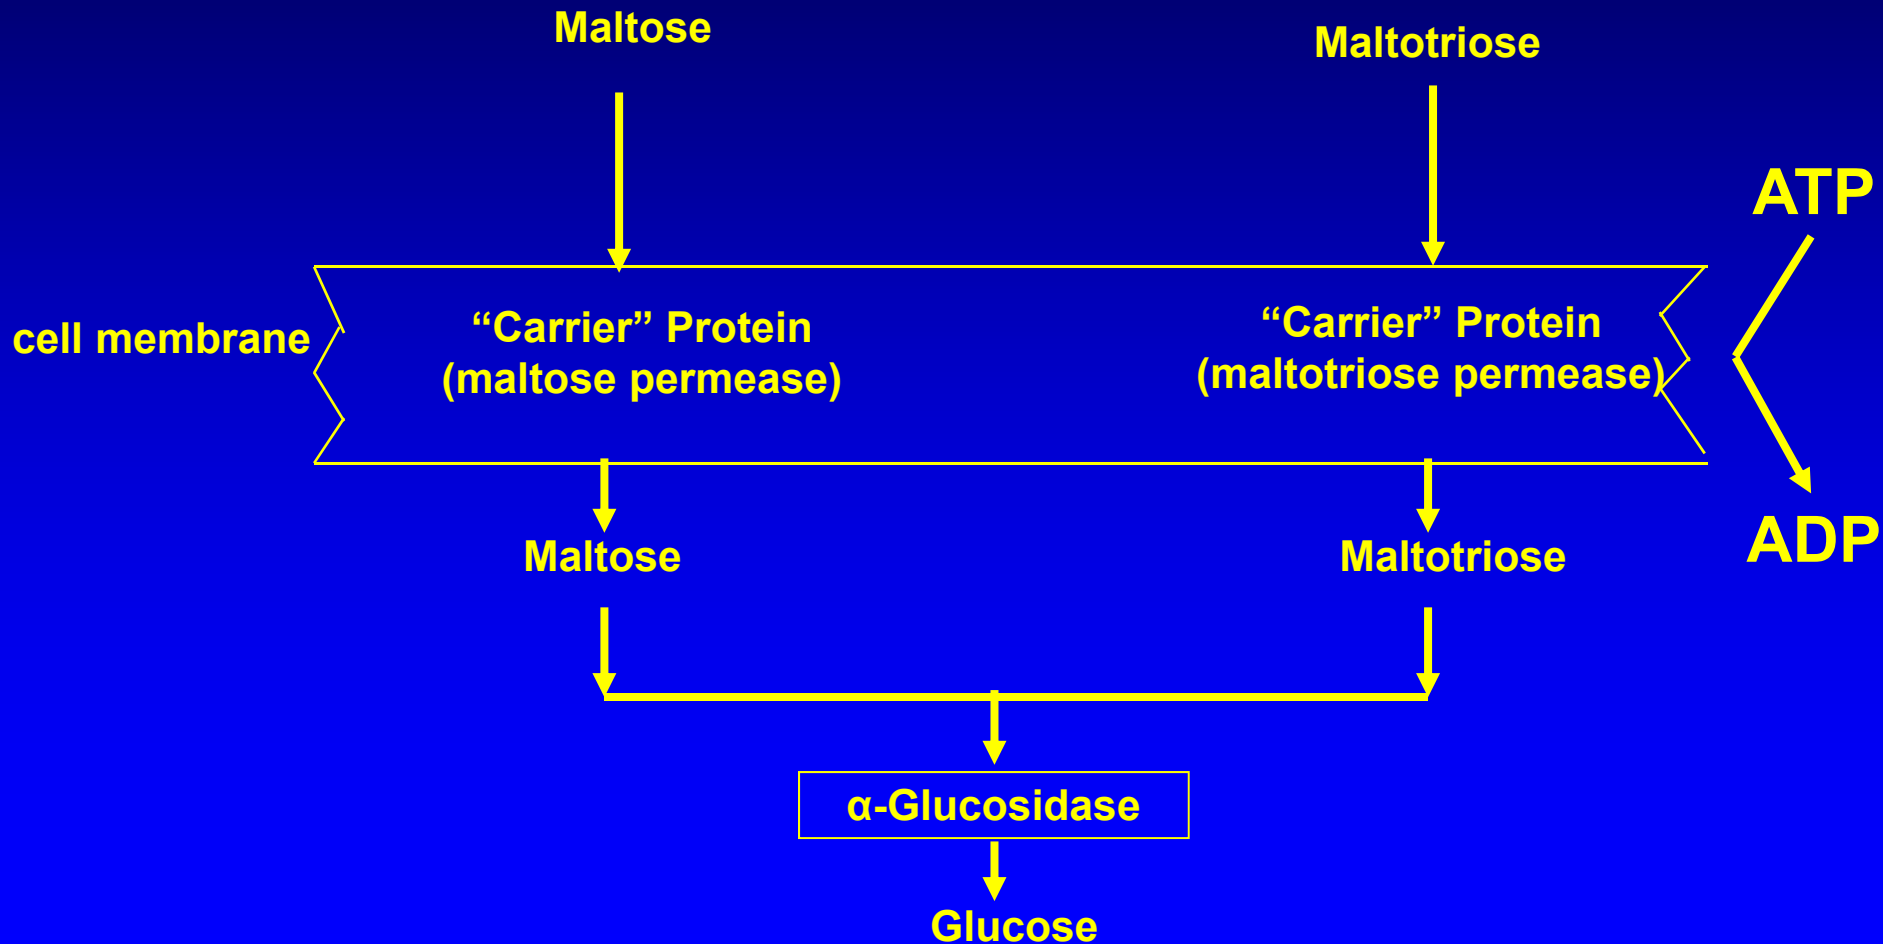 Maltose
Maltotriose
ATP
cell membrane
“Carrier” Protein
(maltose permease)
“Carrier” Protein
(maltotriose permease)
Maltose
Maltotriose
ADP
α-Glucosidase
Glucose